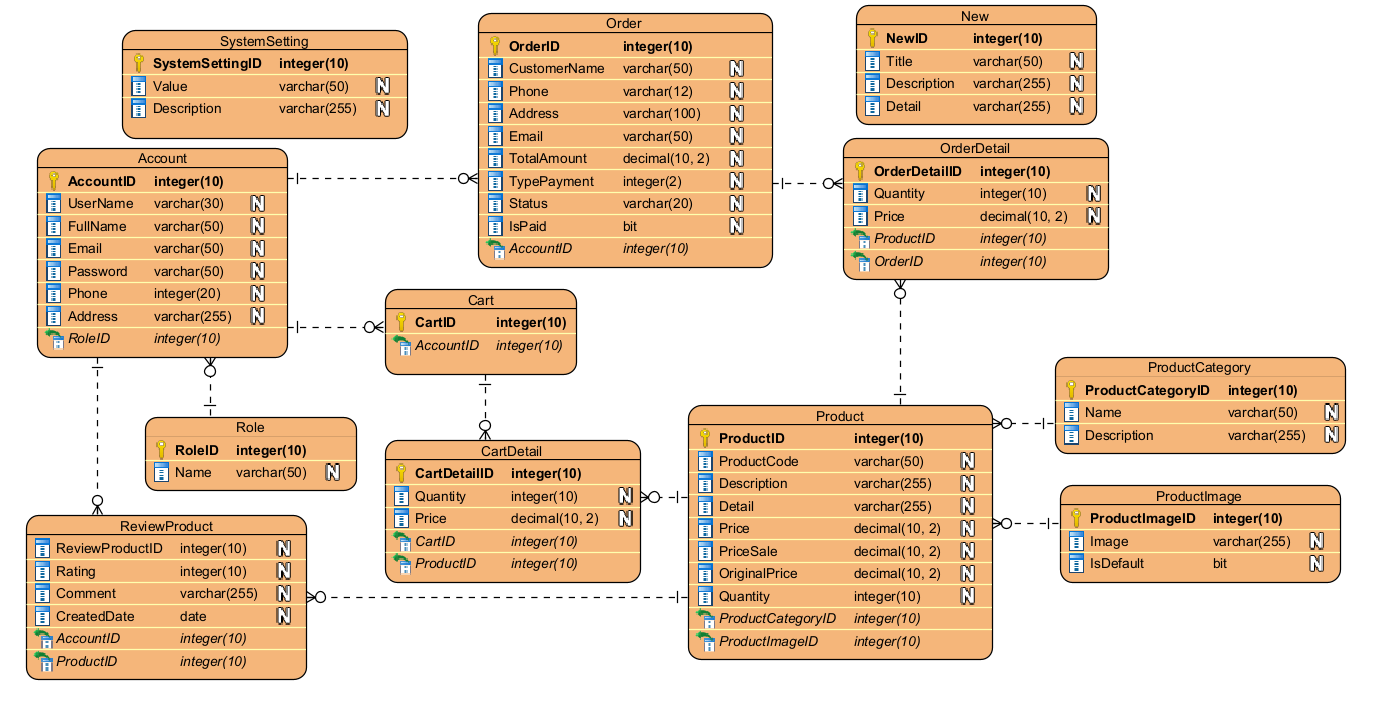 SystemSetting
SystemSettingID integer(10)
Value varchar(50) N
Description varchar(255) N
Order
OrderID integer(10)
CustomerName varchar(50) N
Phone varchar(12) N
Address varchar(100) N
Email varchar(50) N
TotalAmount decimal(10, 2) N
TypePayment integer(2) N
Status varchar(20) N
IsPaid bit N
AccountID integer(10)
New
NewID integer(10)
Title varchar(50) N
Description varchar(255) N
Detail varchar(255) N
Account
AccountID integer(10)
UserName varchar(30) N
FullName varchar(50) N
Email varchar(50) N
Password varchar(50) N
Phone integer(20) N
Address varchar(255) N
RoleID integer(10)
OrderDetail
OrderDetailID integer(10)
Quantity integer(10) N
Price decimal(10, 2) N
ProductID integer(10)
OrderID integer(10)
Cart
CartID integer(10)
AccountID integer(10)
Role
RoleID integer(10)
Name varchar(50) N
CartDetail
CartDetailID integer(10)
Quantity integer(10) N
Price decimal(10, 2) N
CartID integer(10)
ProductID integer(10)
Product
ProductID integer(10)
ProductCode varchar(50) N
Description varchar(255) N
Detail varchar(255) N
Price decimal(10, 2) N
PriceSale decimal(10, 2) N
OriginalPrice decimal(10, 2) N
Quantity integer(10) N
ProductCategoryID integer(10)
ProductImageID integer(10)
ProductCategory
ProductCategoryID integer(10)
Name varchar(50) N
Description varchar(255) N
ProductImage
ProductImageID integer(10)
Image varchar(255) N
IsDefault bit N
ReviewProduct
ReviewProductID integer(10) N
Rating integer(10) N
Comment varchar(255) N
CreatedDate date N
AccountID integer(10)
ProductID integer(10)